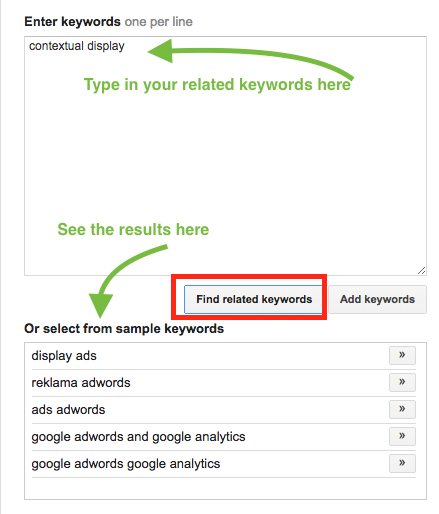 Enter keywords one per line
contextual display
Type in your related keywords here
See the results here
Find related keywords
Add keywords
Or select from sample keywords
display ads »
reklama adwords »
ads adwords »
google adwords and google analytics »
google adwords google analytics »